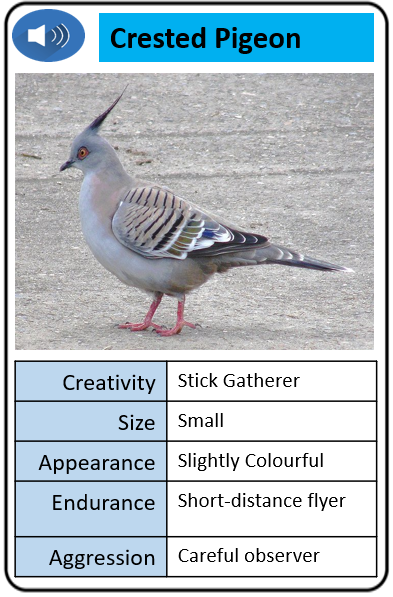 Crested Pigeon
Creativity Stick Gatherer
Size Small
Appearance Slightly Colourful
Endurance Short-distance flyer
Aggression Careful observer